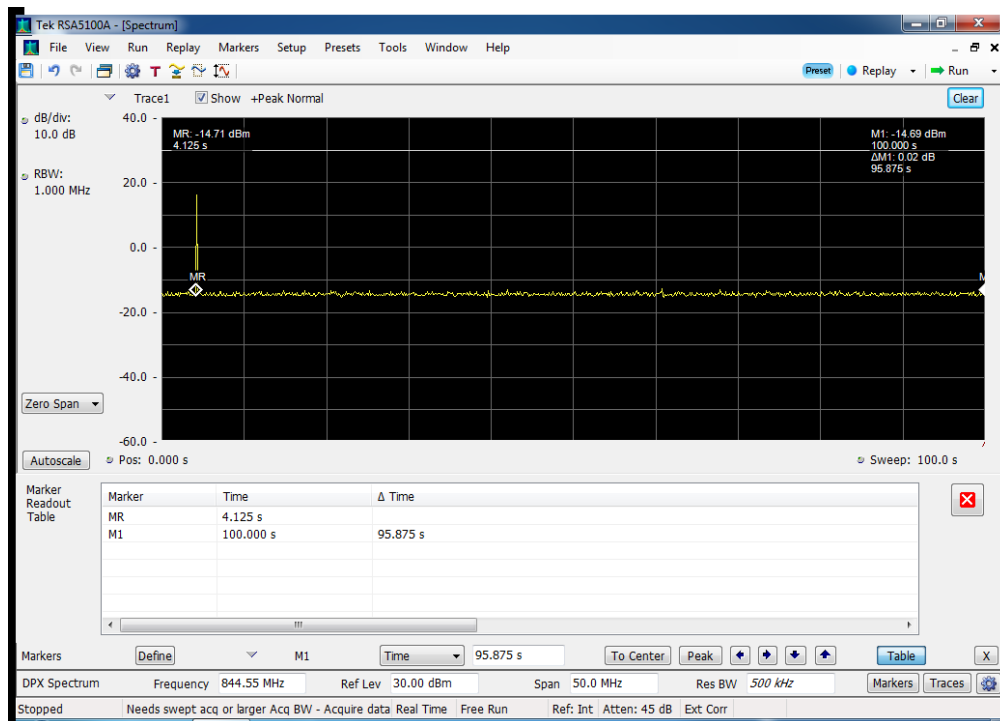 Tek RSA5100A - [Spectrum]
File View Run Replay Markers Setup Presets Tools Window Help
T Preset Replay Run
Trace1 Show +Peak Normal Clear
dB/div:
10.0 dB
RBW:
1.000 MHz
40.0 -
20.0 -
0.0 -
-20.0 -
-40.0 -
-60.0 -
MR: -14.71 dBm
4.125 s
M1: -14.69 dBm
100.000 s
ΔM1: 0.02 dB
95.875 s
MR M
Zero Span
Autoscale Pos: 0.000 s Sweep: 100.0 s
Marker
Readout
Table
Marker Time Δ Time
MR 4.125 s
M1 100.000 s 95.875 s
Markers Define M1 Time 95.875 s To Center Peak Table X
DPX Spectrum Frequency 844.55 MHz Ref Lev 30.00 dBm Span 50.0 MHz Res BW 500 kHz Markers Traces
Stopped Needs swept acq or larger Acq BW - Acquire data Real Time Free Run Ref: Int Atten: 45 dB Ext Corr